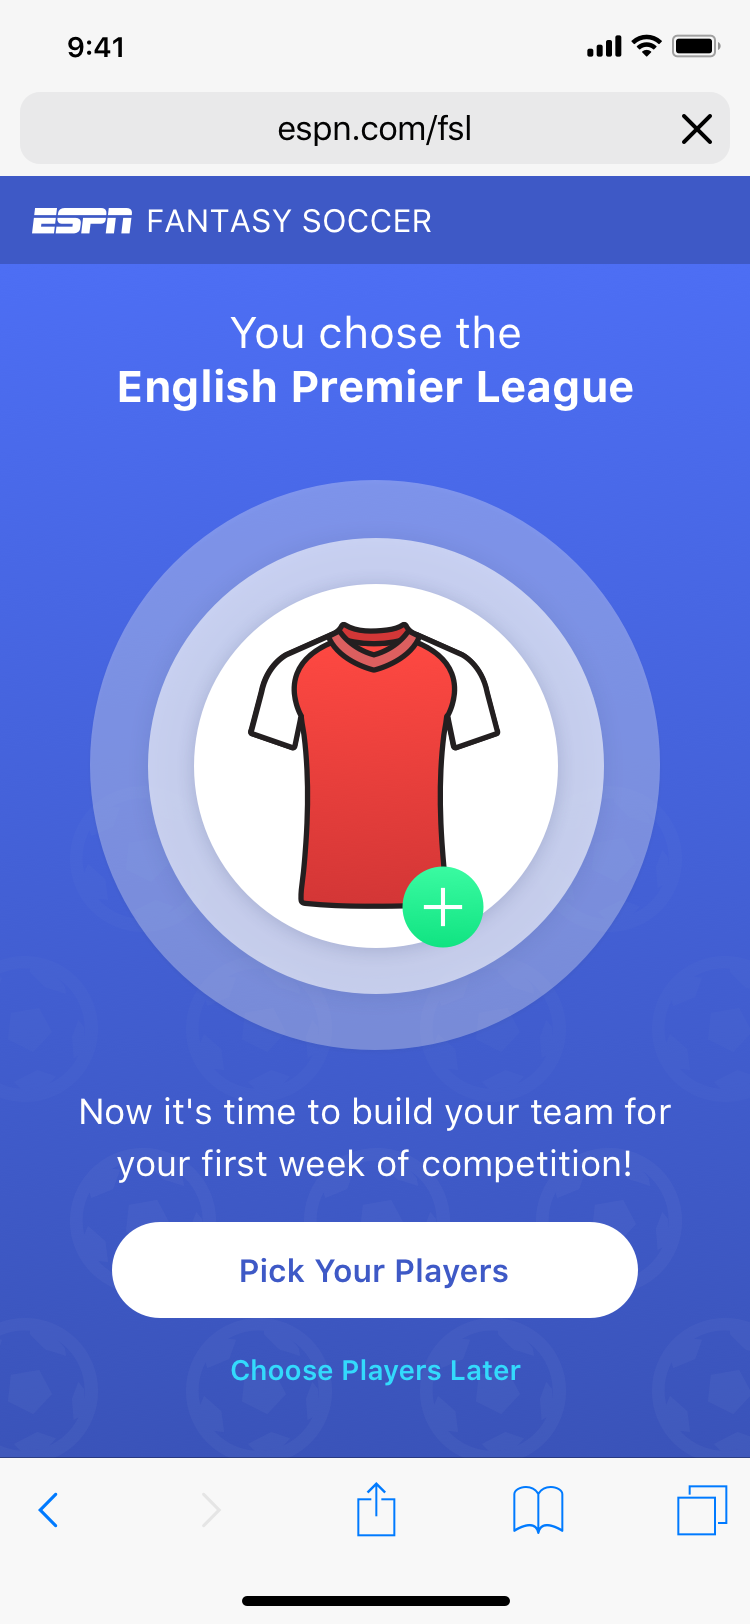 9:41
espn.com/fsl
ESPN FANTASY SOCCER
You chose the
English Premier League
Now it's time to build your team for
your first week of competition!
Pick Your Players
Choose Players Later